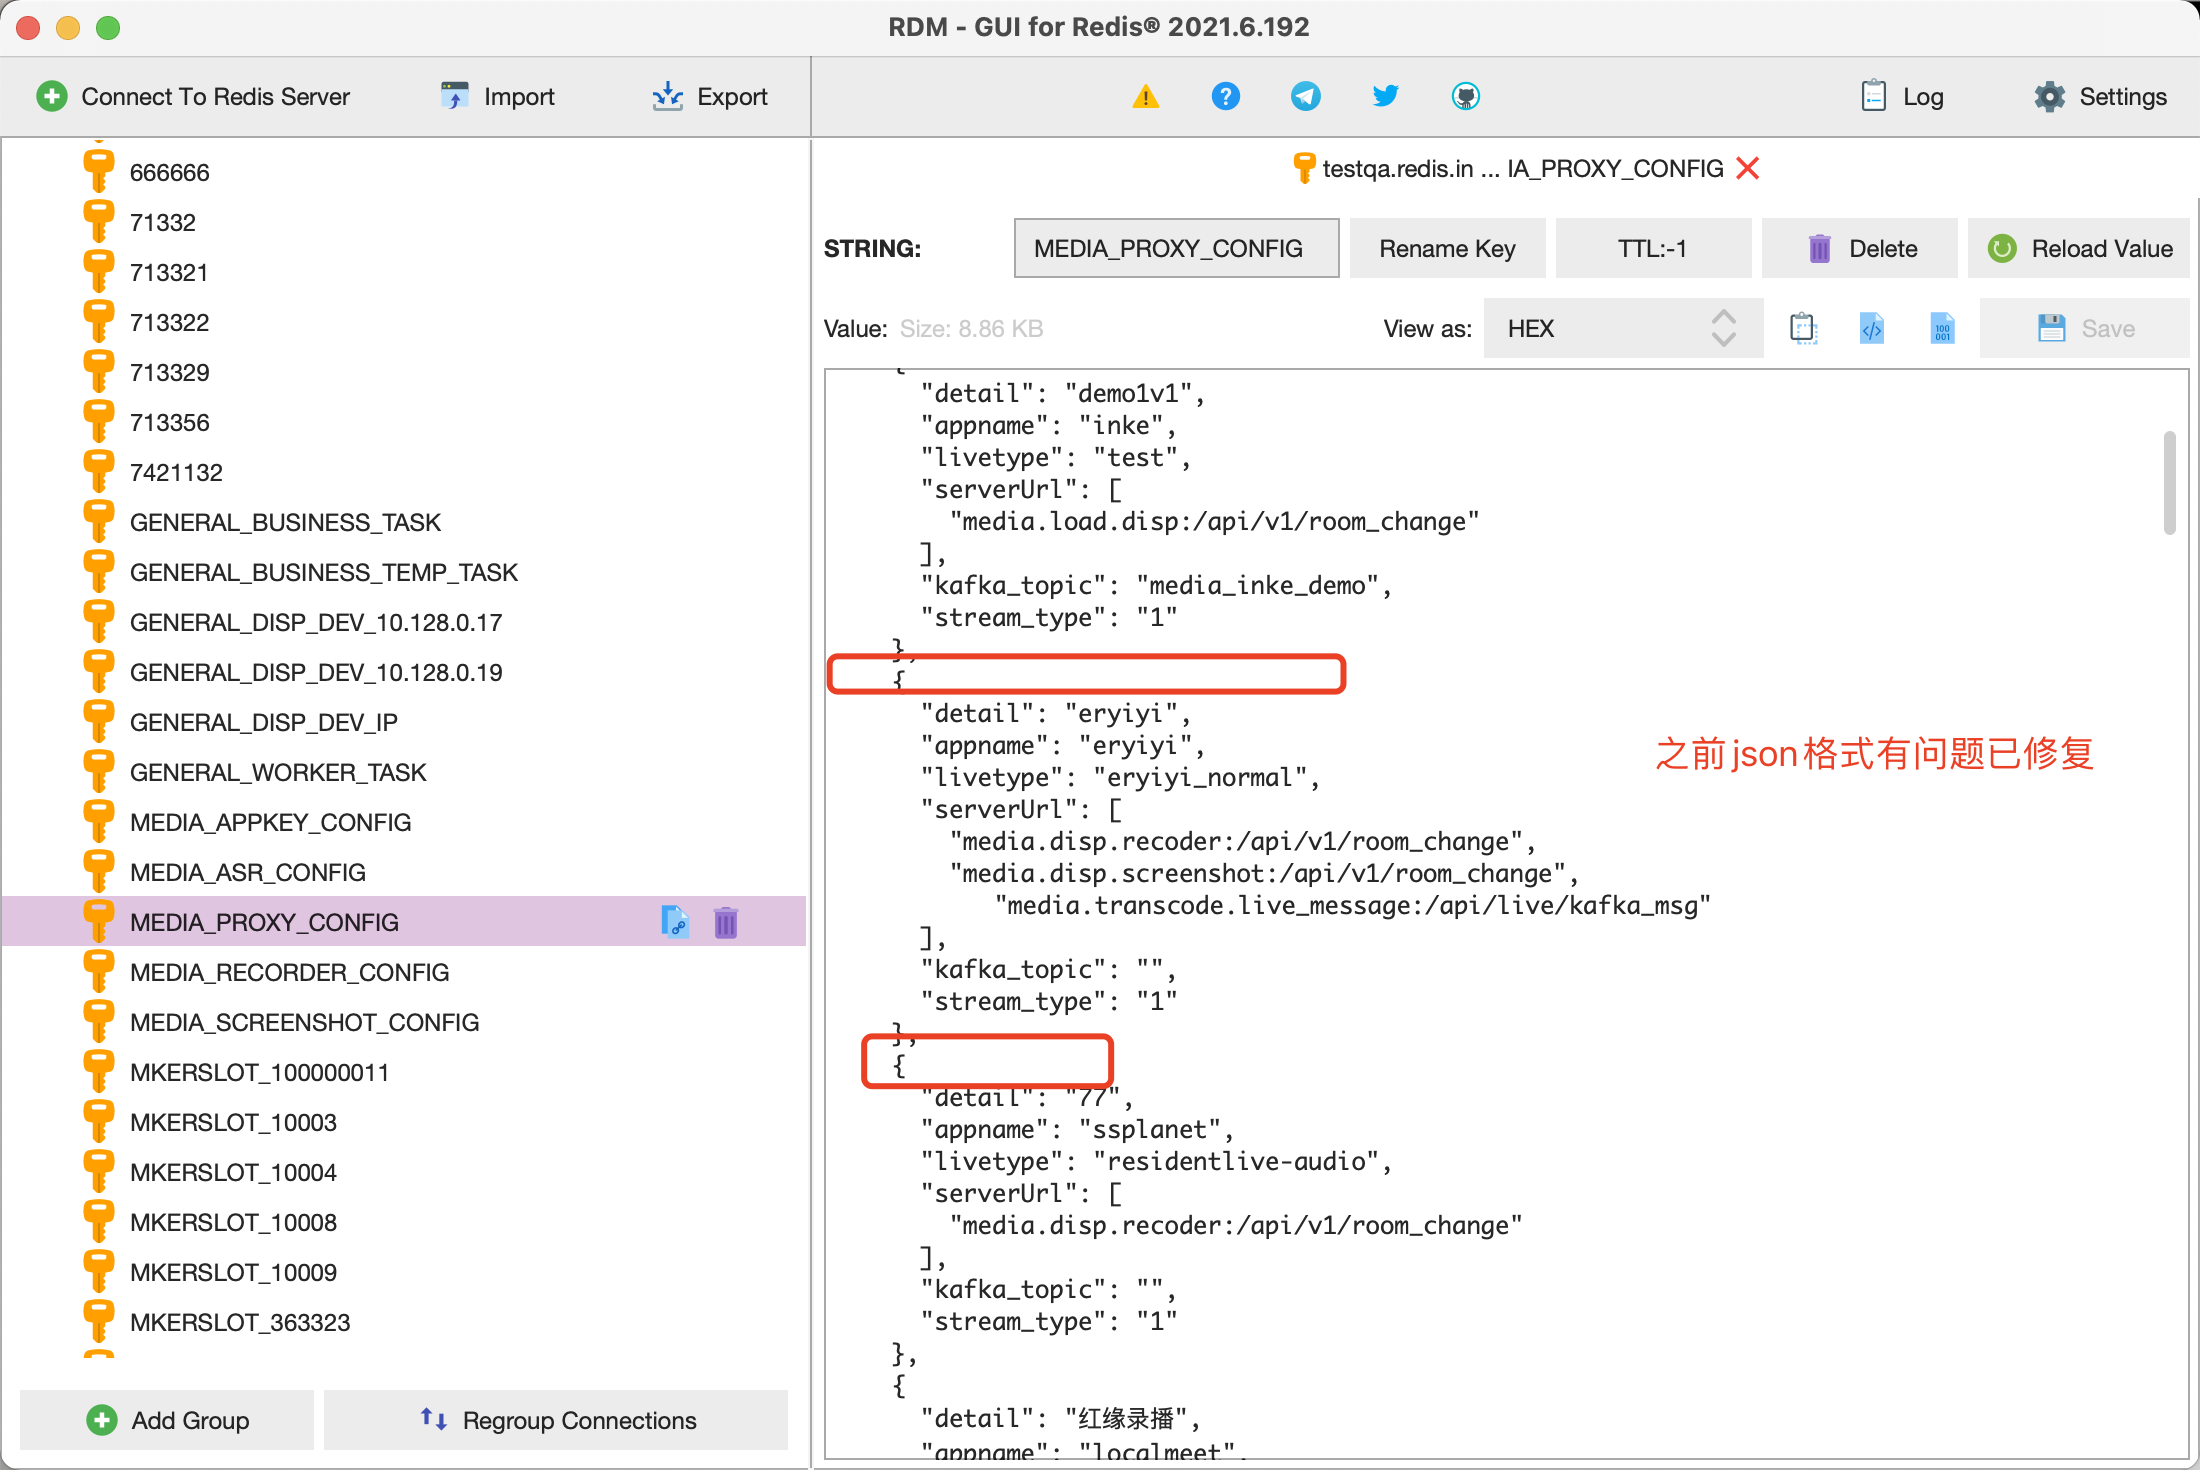 RDM - GUI for Redis® 2021.6.192
Connect To Redis Server
Import
Export
Log
Settings
666666
71332
713321
713322
713329
713356
7421132
GENERAL_BUSINESS_TASK
GENERAL_BUSINESS_TEMP_TASK
GENERAL_DISP_DEV_10.128.0.17
GENERAL_DISP_DEV_10.128.0.19
GENERAL_DISP_DEV_IP
GENERAL_WORKER_TASK
MEDIA_APPKEY_CONFIG
MEDIA_ASR_CONFIG
MEDIA_PROXY_CONFIG
MEDIA_RECORDER_CONFIG
MEDIA_SCREENSHOT_CONFIG
MKERSLOT_100000011
MKERSLOT_10003
MKERSLOT_10004
MKERSLOT_10008
MKERSLOT_10009
MKERSLOT_363323
Add Group
Regroup Connections
testqa.redis.in ... IA_PROXY_CONFIG
STRING:
MEDIA_PROXY_CONFIG
Rename Key
TTL:-1
Delete
Reload Value
Value: Size: 8.86 KB
View as:
HEX
Save
{
"detail": "demo1v1",
"appname": "inke",
"livetype": "test",
"serverUrl": [
"media.load.disp:/api/v1/room_change"
],
"kafka_topic": "media_inke_demo",
"stream_type": "1"
},
{
"detail": "eryiyi",
"appname": "eryiyi",
"livetype": "eryiyi_normal",
"serverUrl": [
"media.disp.recoder:/api/v1/room_change",
"media.disp.screenshot:/api/v1/room_change",
"media.transcode.live_message:/api/live/kafka_msg"
],
"kafka_topic": "",
"stream_type": "1"
},
{
"detail": "77",
"appname": "ssplanet",
"livetype": "residentlive-audio",
"serverUrl": [
"media.disp.recoder:/api/v1/room_change"
],
"kafka_topic": "",
"stream_type": "1"
},
{
"detail": "红缘录播",
"appname": "localmeet",
之前json格式有问题已修复